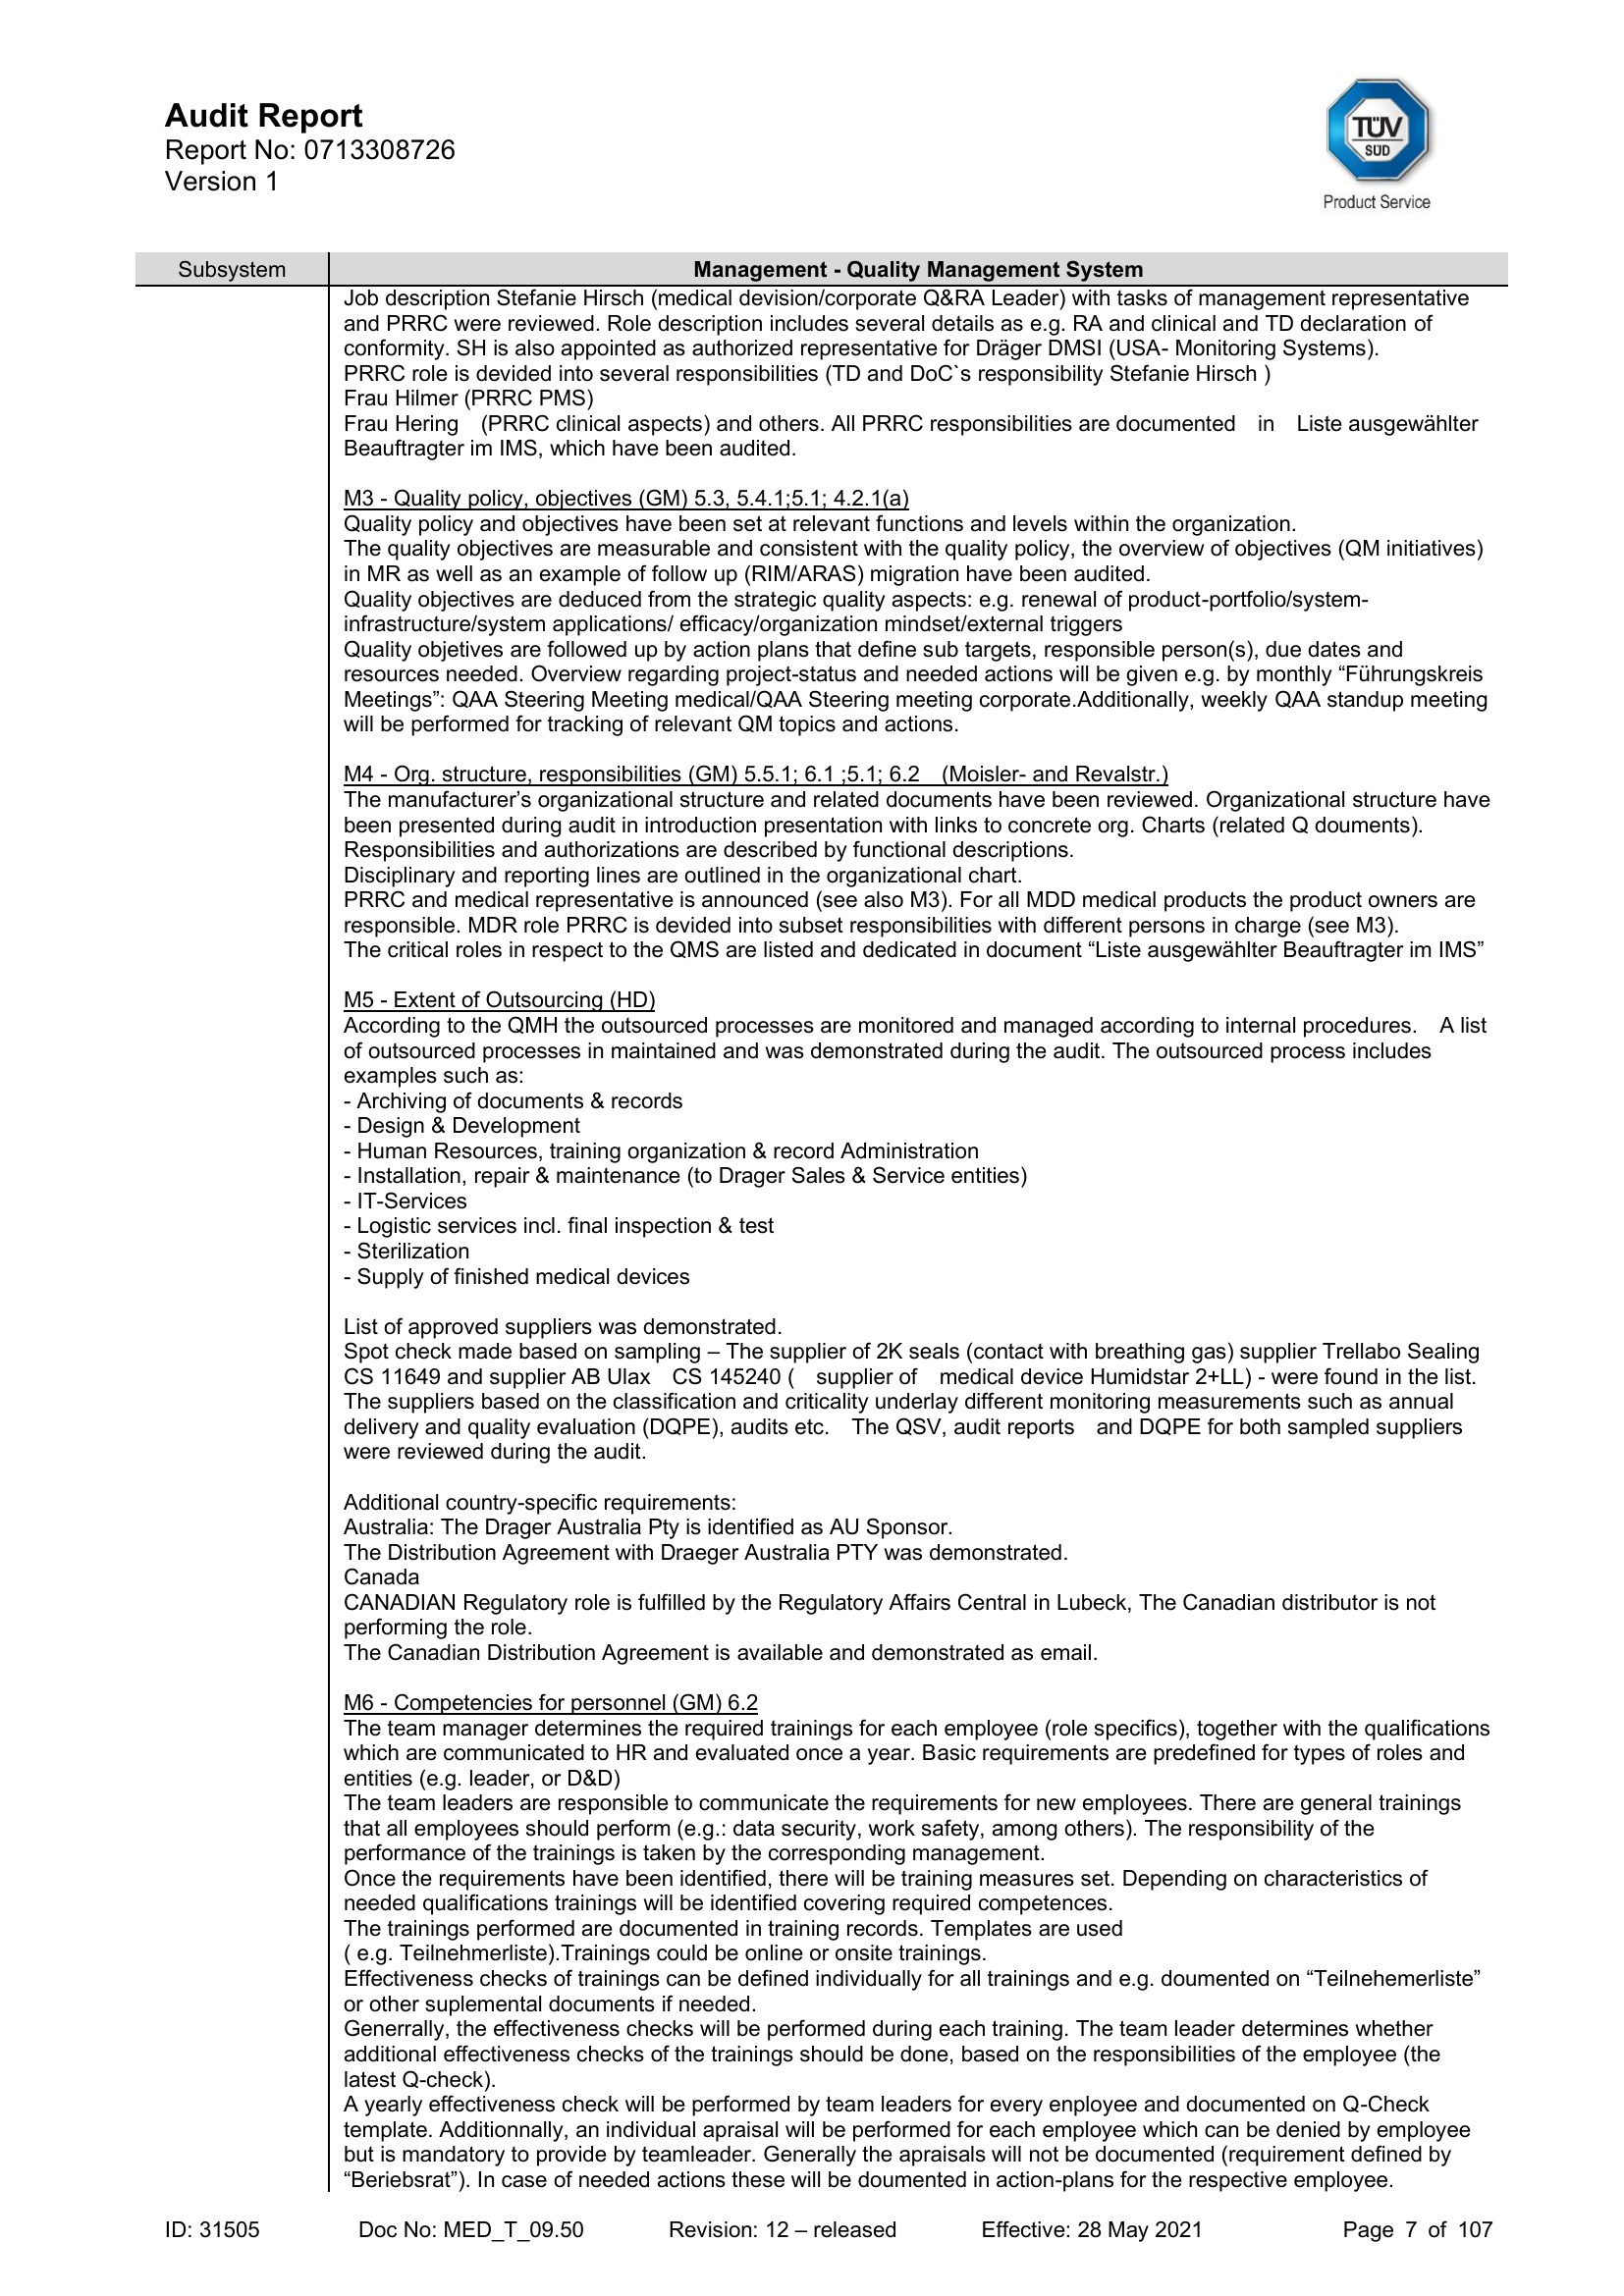 Audit Report
Report No: 0713308726
Version 1
TÜV
SÜD
Product Service
Subsystem Management - Quality Management System
Job description Stefanie Hirsch (medical devision/corporate Q&RA Leader) with tasks of management representative
and PRRC were reviewed. Role description includes several details as e.g. RA and clinical and TD declaration of
conformity. SH is also appointed as authorized representative for Dräger DMSI (USA- Monitoring Systems).
PRRC role is devided into several responsibilities (TD and DoC`s responsibility Stefanie Hirsch )
Frau Hilmer (PRRC PMS)
Frau Hering (PRRC clinical aspects) and others. All PRRC responsibilities are documented in Liste ausgewählter
Beauftragter im IMS, which have been audited.
M3 - Quality policy, objectives (GM) 5.3, 5.4.1;5.1; 4.2.1(a)
Quality policy and objectives have been set at relevant functions and levels within the organization.
The quality objectives are measurable and consistent with the quality policy, the overview of objectives (QM initiatives)
in MR as well as an example of follow up (RIM/ARAS) migration have been audited.
Quality objectives are deduced from the strategic quality aspects: e.g. renewal of product-portfolio/system-
infrastructure/system applications/ efficacy/organization mindset/external triggers
Quality objetives are followed up by action plans that define sub targets, responsible person(s), due dates and
resources needed. Overview regarding project-status and needed actions will be given e.g. by monthly “Führungskreis
Meetings”: QAA Steering Meeting medical/QAA Steering meeting corporate.Additionally, weekly QAA standup meeting
will be performed for tracking of relevant QM topics and actions.
M4 - Org. structure, responsibilities (GM) 5.5.1; 6.1 ;5.1; 6.2 (Moisler- and Revalstr.)
The manufacturer’s organizational structure and related documents have been reviewed. Organizational structure have
been presented during audit in introduction presentation with links to concrete org. Charts (related Q douments).
Responsibilities and authorizations are described by functional descriptions.
Disciplinary and reporting lines are outlined in the organizational chart.
PRRC and medical representative is announced (see also M3). For all MDD medical products the product owners are
responsible. MDR role PRRC is devided into subset responsibilities with different persons in charge (see M3).
The critical roles in respect to the QMS are listed and dedicated in document “Liste ausgewählter Beauftragter im IMS”
M5 - Extent of Outsourcing (HD)
According to the QMH the outsourced processes are monitored and managed according to internal procedures. A list
of outsourced processes in maintained and was demonstrated during the audit. The outsourced process includes
examples such as:
- Archiving of documents & records
- Design & Development
- Human Resources, training organization & record Administration
- Installation, repair & maintenance (to Drager Sales & Service entities)
- IT-Services
- Logistic services incl. final inspection & test
- Sterilization
- Supply of finished medical devices
List of approved suppliers was demonstrated.
Spot check made based on sampling – The supplier of 2K seals (contact with breathing gas) supplier Trellabo Sealing
CS 11649 and supplier AB Ulax CS 145240 ( supplier of medical device Humidstar 2+LL) - were found in the list.
The suppliers based on the classification and criticality underlay different monitoring measurements such as annual
delivery and quality evaluation (DQPE), audits etc. The QSV, audit reports and DQPE for both sampled suppliers
were reviewed during the audit.
Additional country-specific requirements:
Australia: The Drager Australia Pty is identified as AU Sponsor.
The Distribution Agreement with Draeger Australia PTY was demonstrated.
Canada
CANADIAN Regulatory role is fulfilled by the Regulatory Affairs Central in Lubeck, The Canadian distributor is not
performing the role.
The Canadian Distribution Agreement is available and demonstrated as email.
M6 - Competencies for personnel (GM) 6.2
The team manager determines the required trainings for each employee (role specifics), together with the qualifications
which are communicated to HR and evaluated once a year. Basic requirements are predefined for types of roles and
entities (e.g. leader, or D&D)
The team leaders are responsible to communicate the requirements for new employees. There are general trainings
that all employees should perform (e.g.: data security, work safety, among others). The responsibility of the
performance of the trainings is taken by the corresponding management.
Once the requirements have been identified, there will be training measures set. Depending on characteristics of
needed qualifications trainings will be identified covering required competences.
The trainings performed are documented in training records. Templates are used
( e.g. Teilnehmerliste).Trainings could be online or onsite trainings.
Effectiveness checks of trainings can be defined individually for all trainings and e.g. doumented on “Teilnehemerliste”
or other suplemental documents if needed.
Generrally, the effectiveness checks will be performed during each training. The team leader determines whether
additional effectiveness checks of the trainings should be done, based on the responsibilities of the employee (the
latest Q-check).
A yearly effectiveness check will be performed by team leaders for every enployee and documented on Q-Check
template. Additionnally, an individual apraisal will be performed for each employee which can be denied by employee
but is mandatory to provide by teamleader. Generally the apraisals will not be documented (requirement defined by
“Beriebsrat”). In case of needed actions these will be doumented in action-plans for the respective employee.
ID: 31505 Doc No: MED_T_09.50 Revision: 12 – released Effective: 28 May 2021 Page 7 of 107